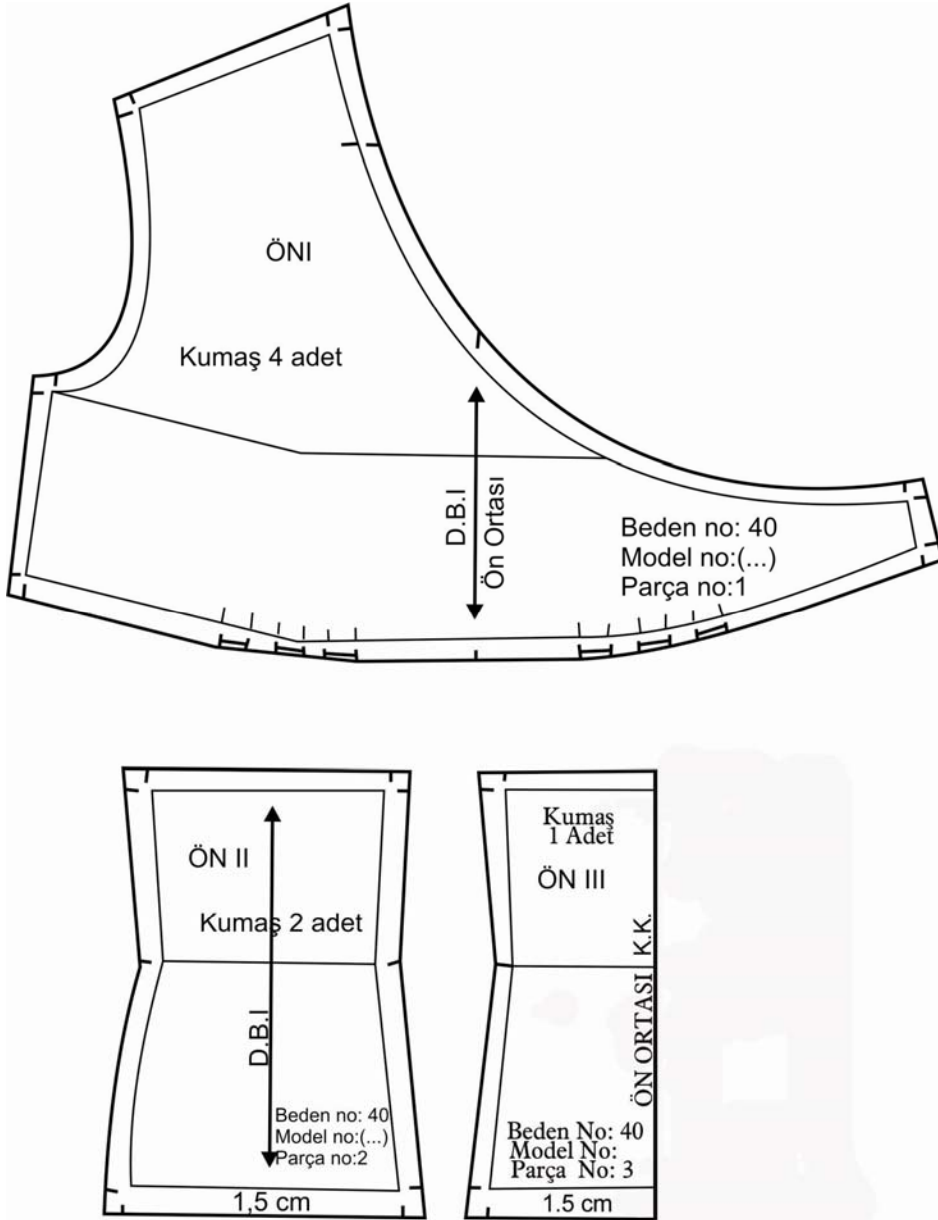 ÖNI
Kumaş 4 adet
D.B.I
Ön Ortası
Beden no: 40
Model no:(...)
Parça no:1
ÖN II
Kumaş 2 adet
D.B.I
Beden no: 40
Model no:(...)
Parça no:2
1,5 cm
Kumaş
1 Adet
ÖN III
ÖN ORTASI K.K.
Beden No: 40
Model No:
Parça No: 3
1.5 cm